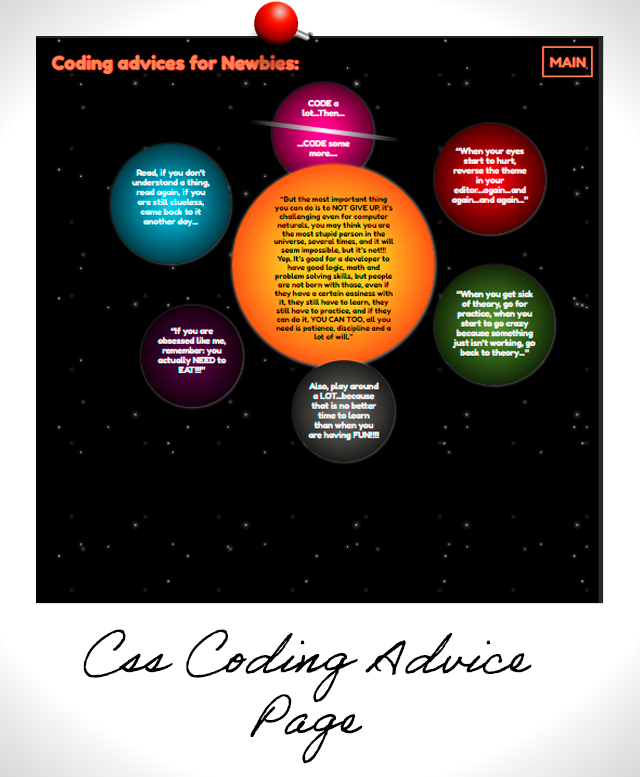 Coding advices for Newbies:
MAIN
CODE a
lot...Then...
...CODE some
more....
Read, if you don't
understand a thing,
read again, if you
are still clueless,
came back to it
another day...
"When your eyes
start to hurt,
reverse the theme
in your
editor...again...and
again...and again..."
"But the most important thing
you can do is to NOT GIVE UP, it's
challenging even for computer
naturals, you may think you are
the most stupid person in the
universe, several times, and it will
seam impossible, but it's not!!!
Yep, It's good for a developer to
have good logic, math and
problem solving skills, but people
are not born with those, even if
they have a certain easiness with
it, they still have to learn, they
still have to practice, and if they
can do it, YOU CAN TOO, all you
need is patience, discipline and a
lot of will."
"When you get sick
of theory, go for
practice, when you
start to go crazy
because something
just isn't working, go
back to theory..."
"If you are
obsessed like me,
remember: you
actually NEED to
EAT!!!"
Also, play around
a LOT...because
that is no better
time to learn
than when you
are having FUN!!!!
Css Coding Advice
Page